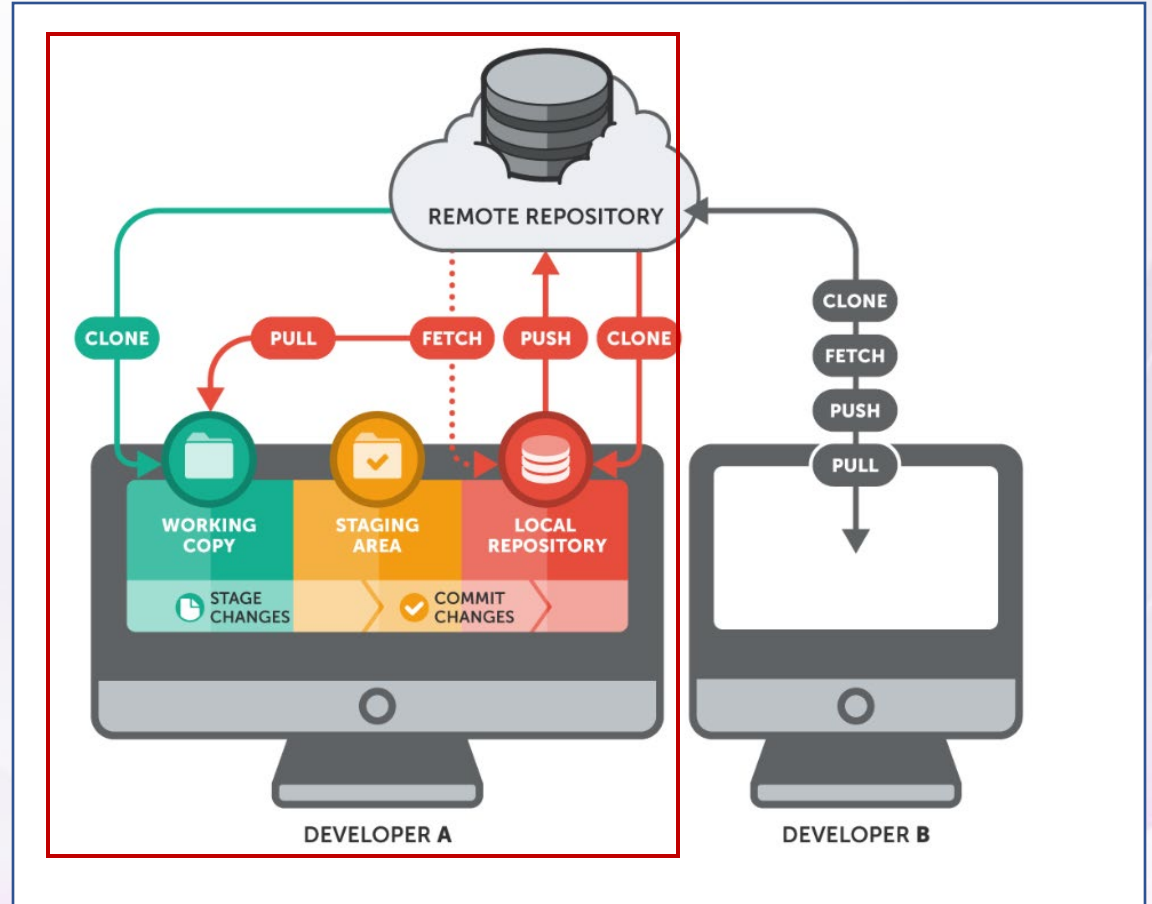 REMOTE REPOSITORY
CLONE
PULL
FETCH
PUSH
CLONE
WORKING
COPY
STAGING
AREA
LOCAL
REPOSITORY
STAGE
CHANGES
COMMIT
CHANGES
DEVELOPER A
CLONE
FETCH
PUSH
PULL
DEVELOPER B